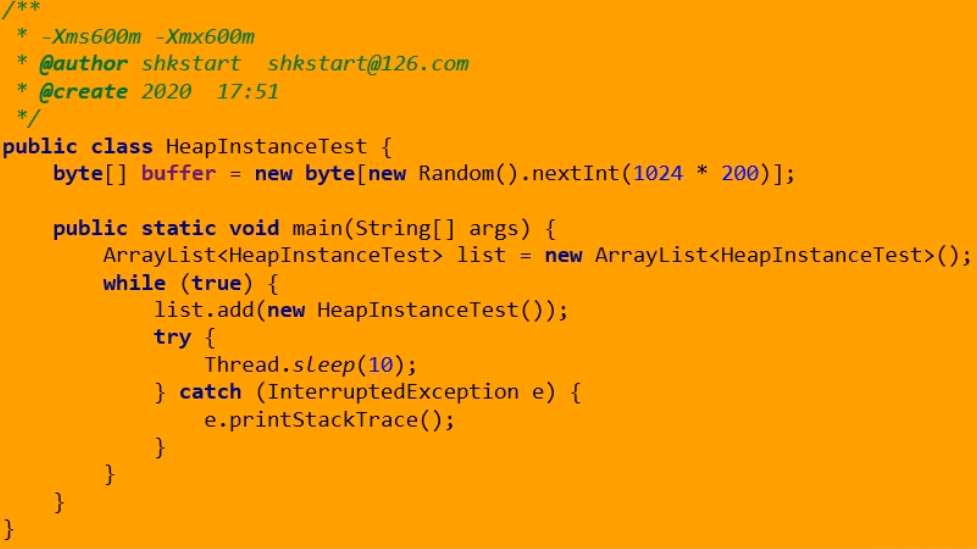 /**
 * -Xms600m -Xmx600m
 * @author shkstart  shkstart@126.com
 * @create 2020  17:51
 */
public class HeapInstanceTest {
    byte[] buffer = new byte[new Random().nextInt(1024 * 200)];

    public static void main(String[] args) {
        ArrayList<HeapInstanceTest> list = new ArrayList<HeapInstanceTest>();
        while (true) {
            list.add(new HeapInstanceTest());
            try {
                Thread.sleep(10);
            } catch (InterruptedException e) {
                e.printStackTrace();
            }
        }
    }
}